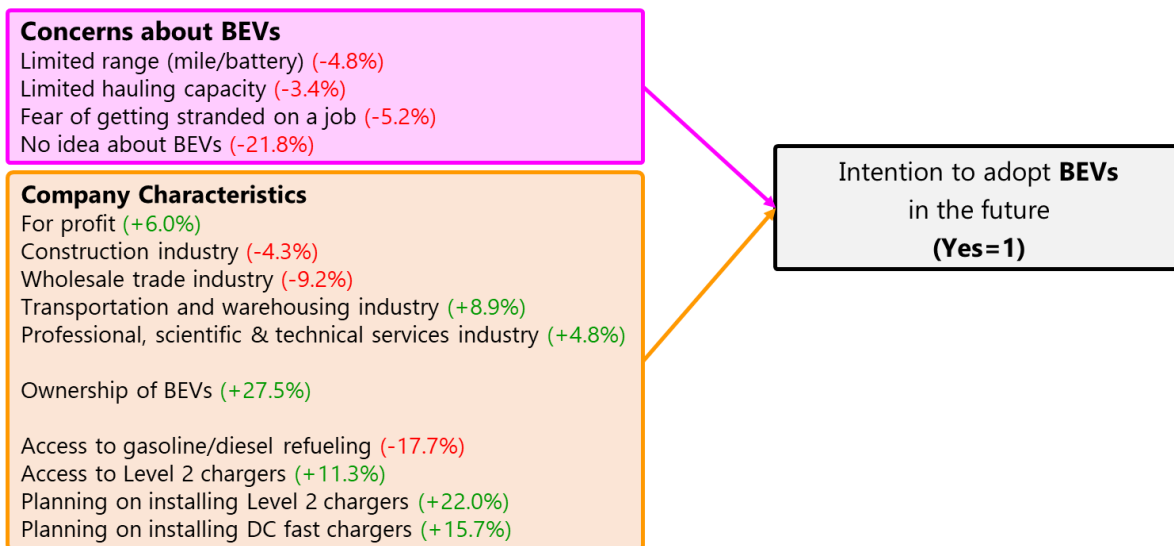 Concerns about BEVs
Limited range (mile/battery) (-4.8%)
Limited hauling capacity (-3.4%)
Fear of getting stranded on a job (-5.2%)
No idea about BEVs (-21.8%)
Company Characteristics
For profit (+6.0%)
Construction industry (-4.3%)
Wholesale trade industry (-9.2%)
Transportation and warehousing industry (+8.9%)
Professional, scientific & technical services industry (+4.8%)
Ownership of BEVs (+27.5%)
Access to gasoline/diesel refueling (-17.7%)
Access to Level 2 chargers (+11.3%)
Planning on installing Level 2 chargers (+22.0%)
Planning on installing DC fast chargers (+15.7%)
Intention to adopt BEVs
in the future
(Yes=1)